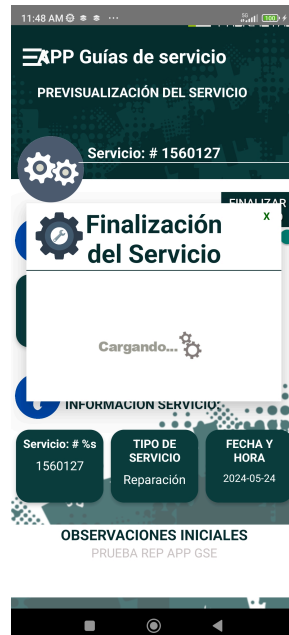 11:48 AM
100
APP Guías de servicio
PREVISUALIZACIÓN DEL SERVICIO
Servicio: # 1560127
FINALIZAR
Finalización
del Servicio
x
Cargando...
INFORMACIÓN SERVICIO:
Servicio: # %s
1560127
TIPO DE
SERVICIO
Reparación
FECHA Y
HORA
2024-05-24
OBSERVACIONES INICIALES
PRUEBA REP APP GSE